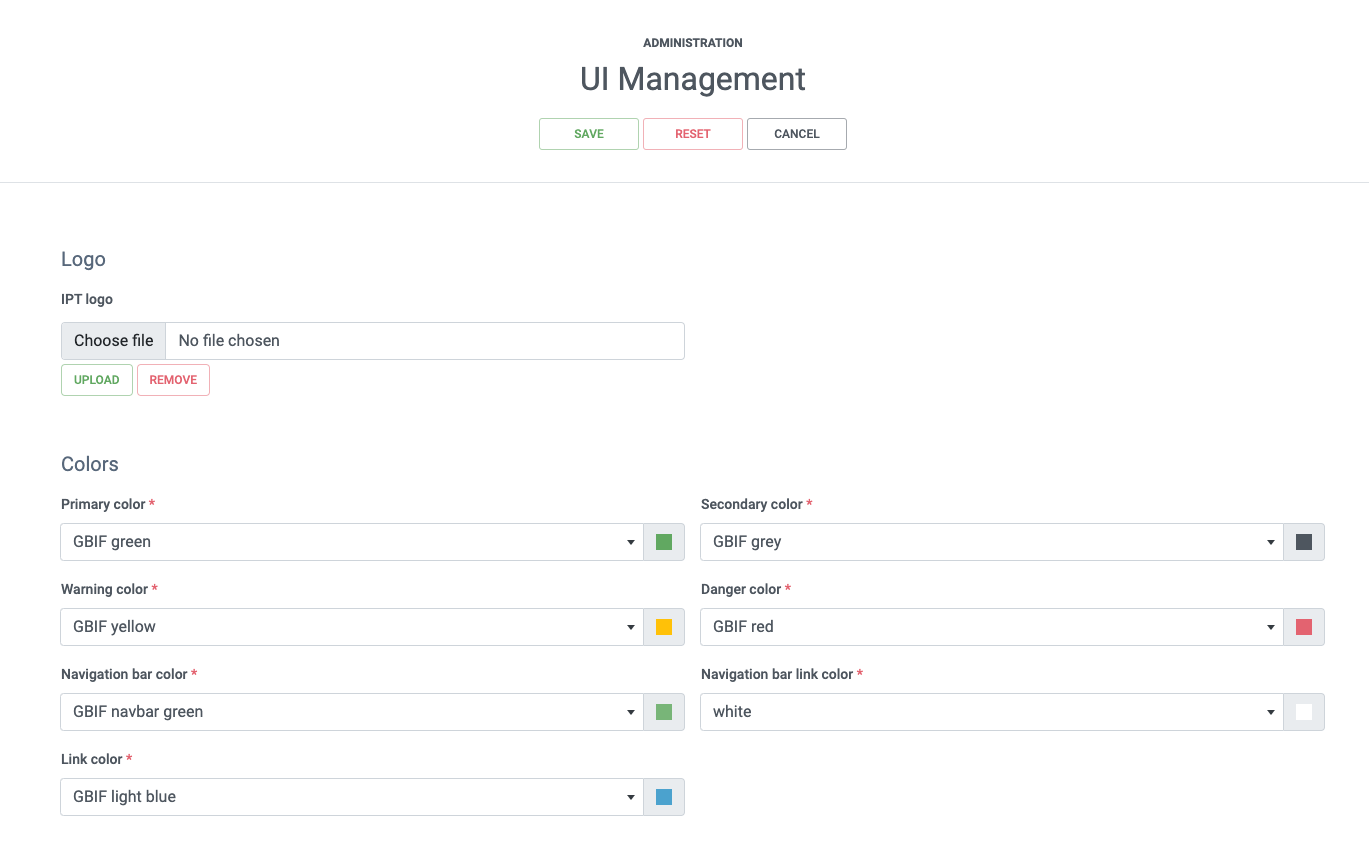 ADMINISTRATION
UI Management
SAVE RESET CANCEL
Logo
IPT logo
Choose file No file chosen
UPLOAD REMOVE
Colors
Primary color * Secondary color *
GBIF green GBIF grey
Warning color * Danger color *
GBIF yellow GBIF red
Navigation bar color * Navigation bar link color *
GBIF navbar green white
Link color *
GBIF light blue